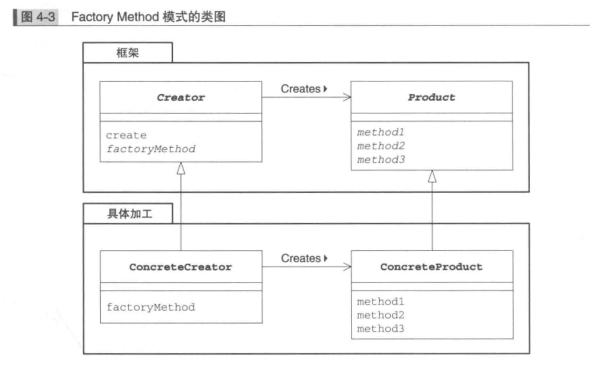 图 4-3 Factory Method 模式的类图
框架
Creator
Creates
Product
create
factoryMethod
method1
method2
method3
具体加工
ConcreteCreator
Creates
ConcreteProduct
factoryMethod
method1
method2
method3